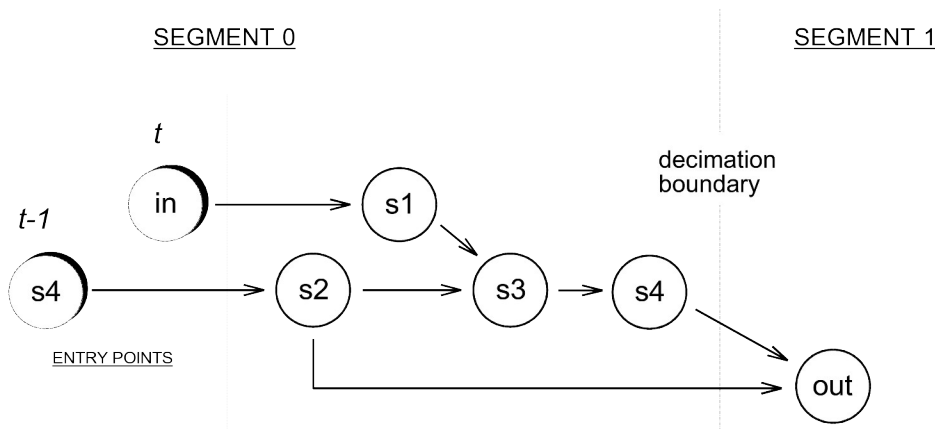 SEGMENT 0
SEGMENT 1
t
in
s1
decimation
boundary
t-1
s4
s2
s3
s4
ENTRY POINTS
out